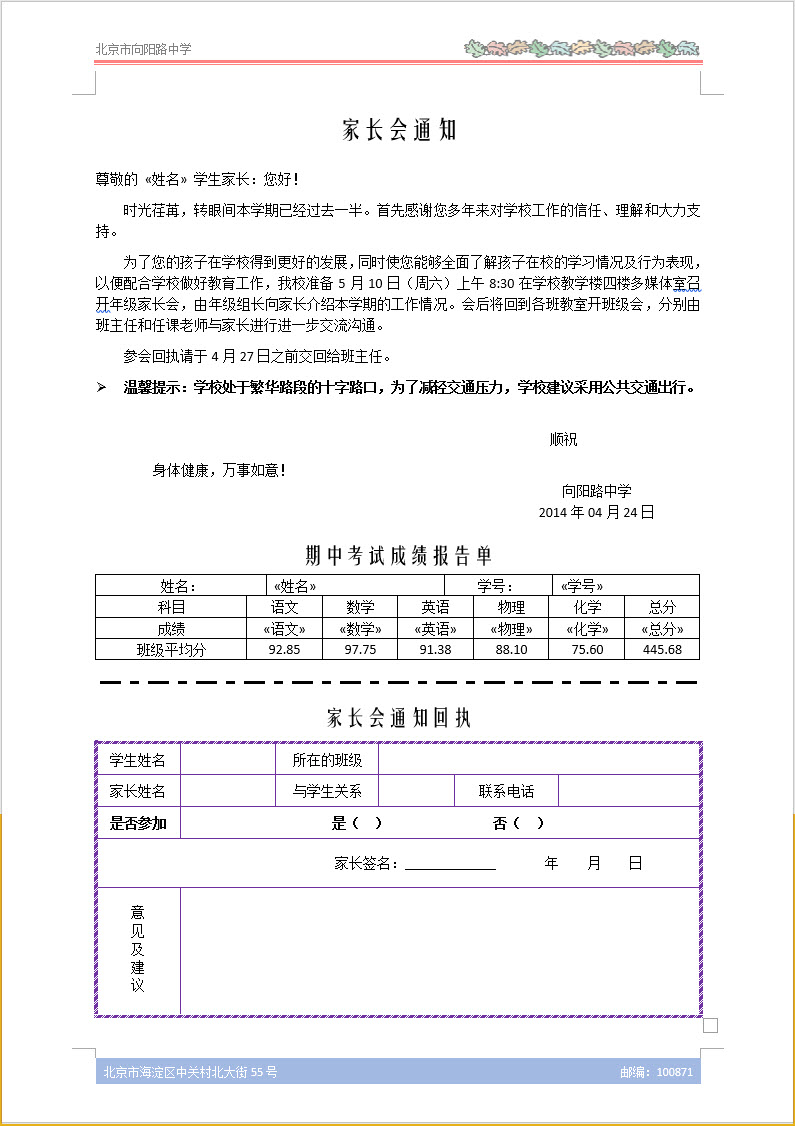 北京市向阳路中学
家长会通知
尊敬的 «姓名» 学生家长：您好！
时光荏苒，转眼间本学期已经过去一半。首先感谢您多年来对学校工作的信任、理解和大力支
持。
为了您的孩子在学校得到更好的发展，同时使您能够全面了解孩子在校的学习情况及行为表现，
以便配合学校做好教育工作，我校准备 5 月 10 日（周六）上午 8:30 在学校教学楼四楼多媒体室召
开年级家长会，由年级组长向家长介绍本学期的工作情况。会后将回到各班教室开班级会，分别由
班主任和任课老师与家长进行进一步交流沟通。
参会回执请于 4 月 27 日之前交回给班主任。
➢ 温馨提示：学校处于繁华路段的十字路口，为了减轻交通压力，学校建议采用公共交通出行。
顺祝
身体健康，万事如意！
向阳路中学
2014 年 04 月 24 日
期中考试成绩报告单
姓名： «姓名» 学号： «学号»
科目 语文 数学 英语 物理 化学 总分
成绩 «语文» «数学» «英语» «物理» «化学» «总分»
班级平均分 92.85 97.75 91.38 88.10 75.60 445.68
家长会通知回执
学生姓名 所在的班级
家长姓名 与学生关系 联系电话
是否参加 是（ ） 否（ ）
家长签名：____________ 年 月 日
意
见
及
建
议
北京市海淀区中关村北大街 55 号 邮编：100871